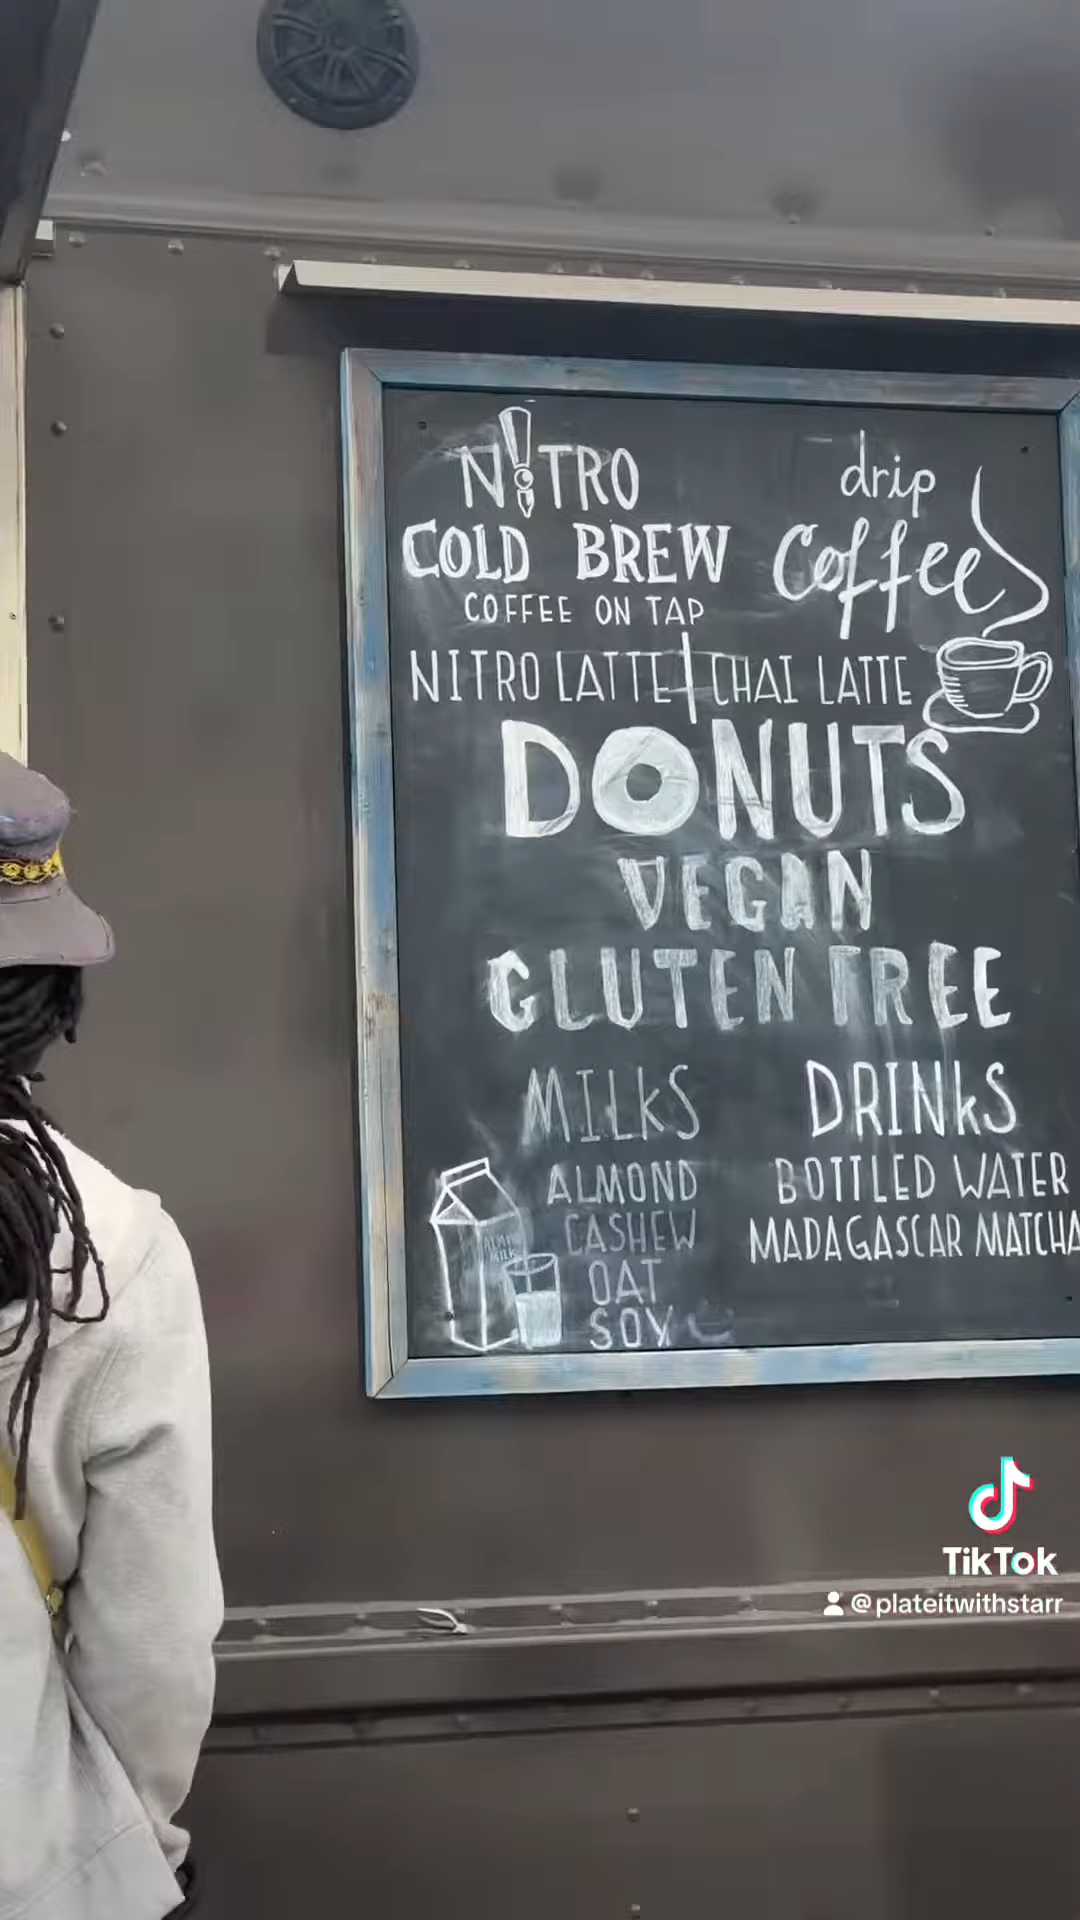 NITRO
COLD BREW
COFFEE ON TAP
drip
Coffee
NITRO LATTE | CHAI LATTE
DONUTS
VEGAN
GLUTEN FREE
MILKS
ALMOND
CASHEW
OAT
SOY
DRINKS
BOTTLED WATER
MADAGASCAR MATCHA
TikTok
@plateitwithstarr